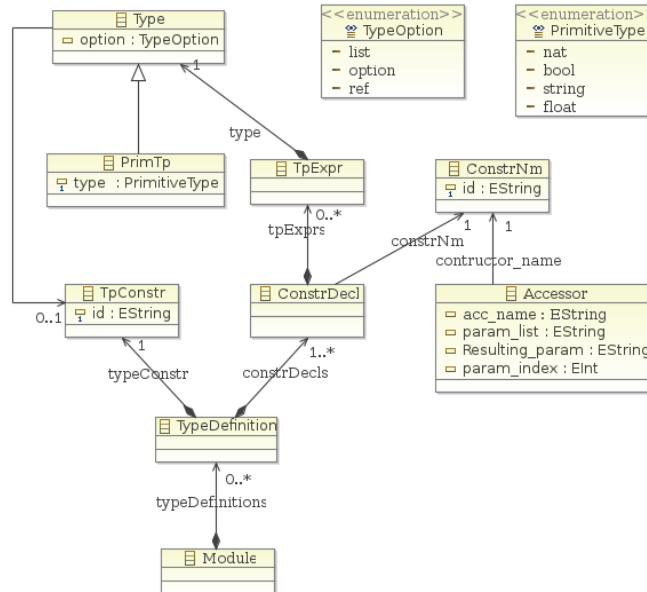 Type
option : TypeOption
<<enumeration>>
TypeOption
list
option
ref
<<enumeration>>
PrimitiveType
nat
bool
string
float
1
type
PrimTp
type : PrimitiveType
TpExpr
ConstrNm
id : EString
0..*
tpExprs
1
constrNm
1
contructor_name
TpConstr
id : EString
0..1
1
ConstrDecl
1..*
Accessor
acc_name : EString
param_list : EString
Resulting_param : EString
param_index : EInt
typeConstr
constrDecls
TypeDefinition
0..*
typeDefinitions
Module